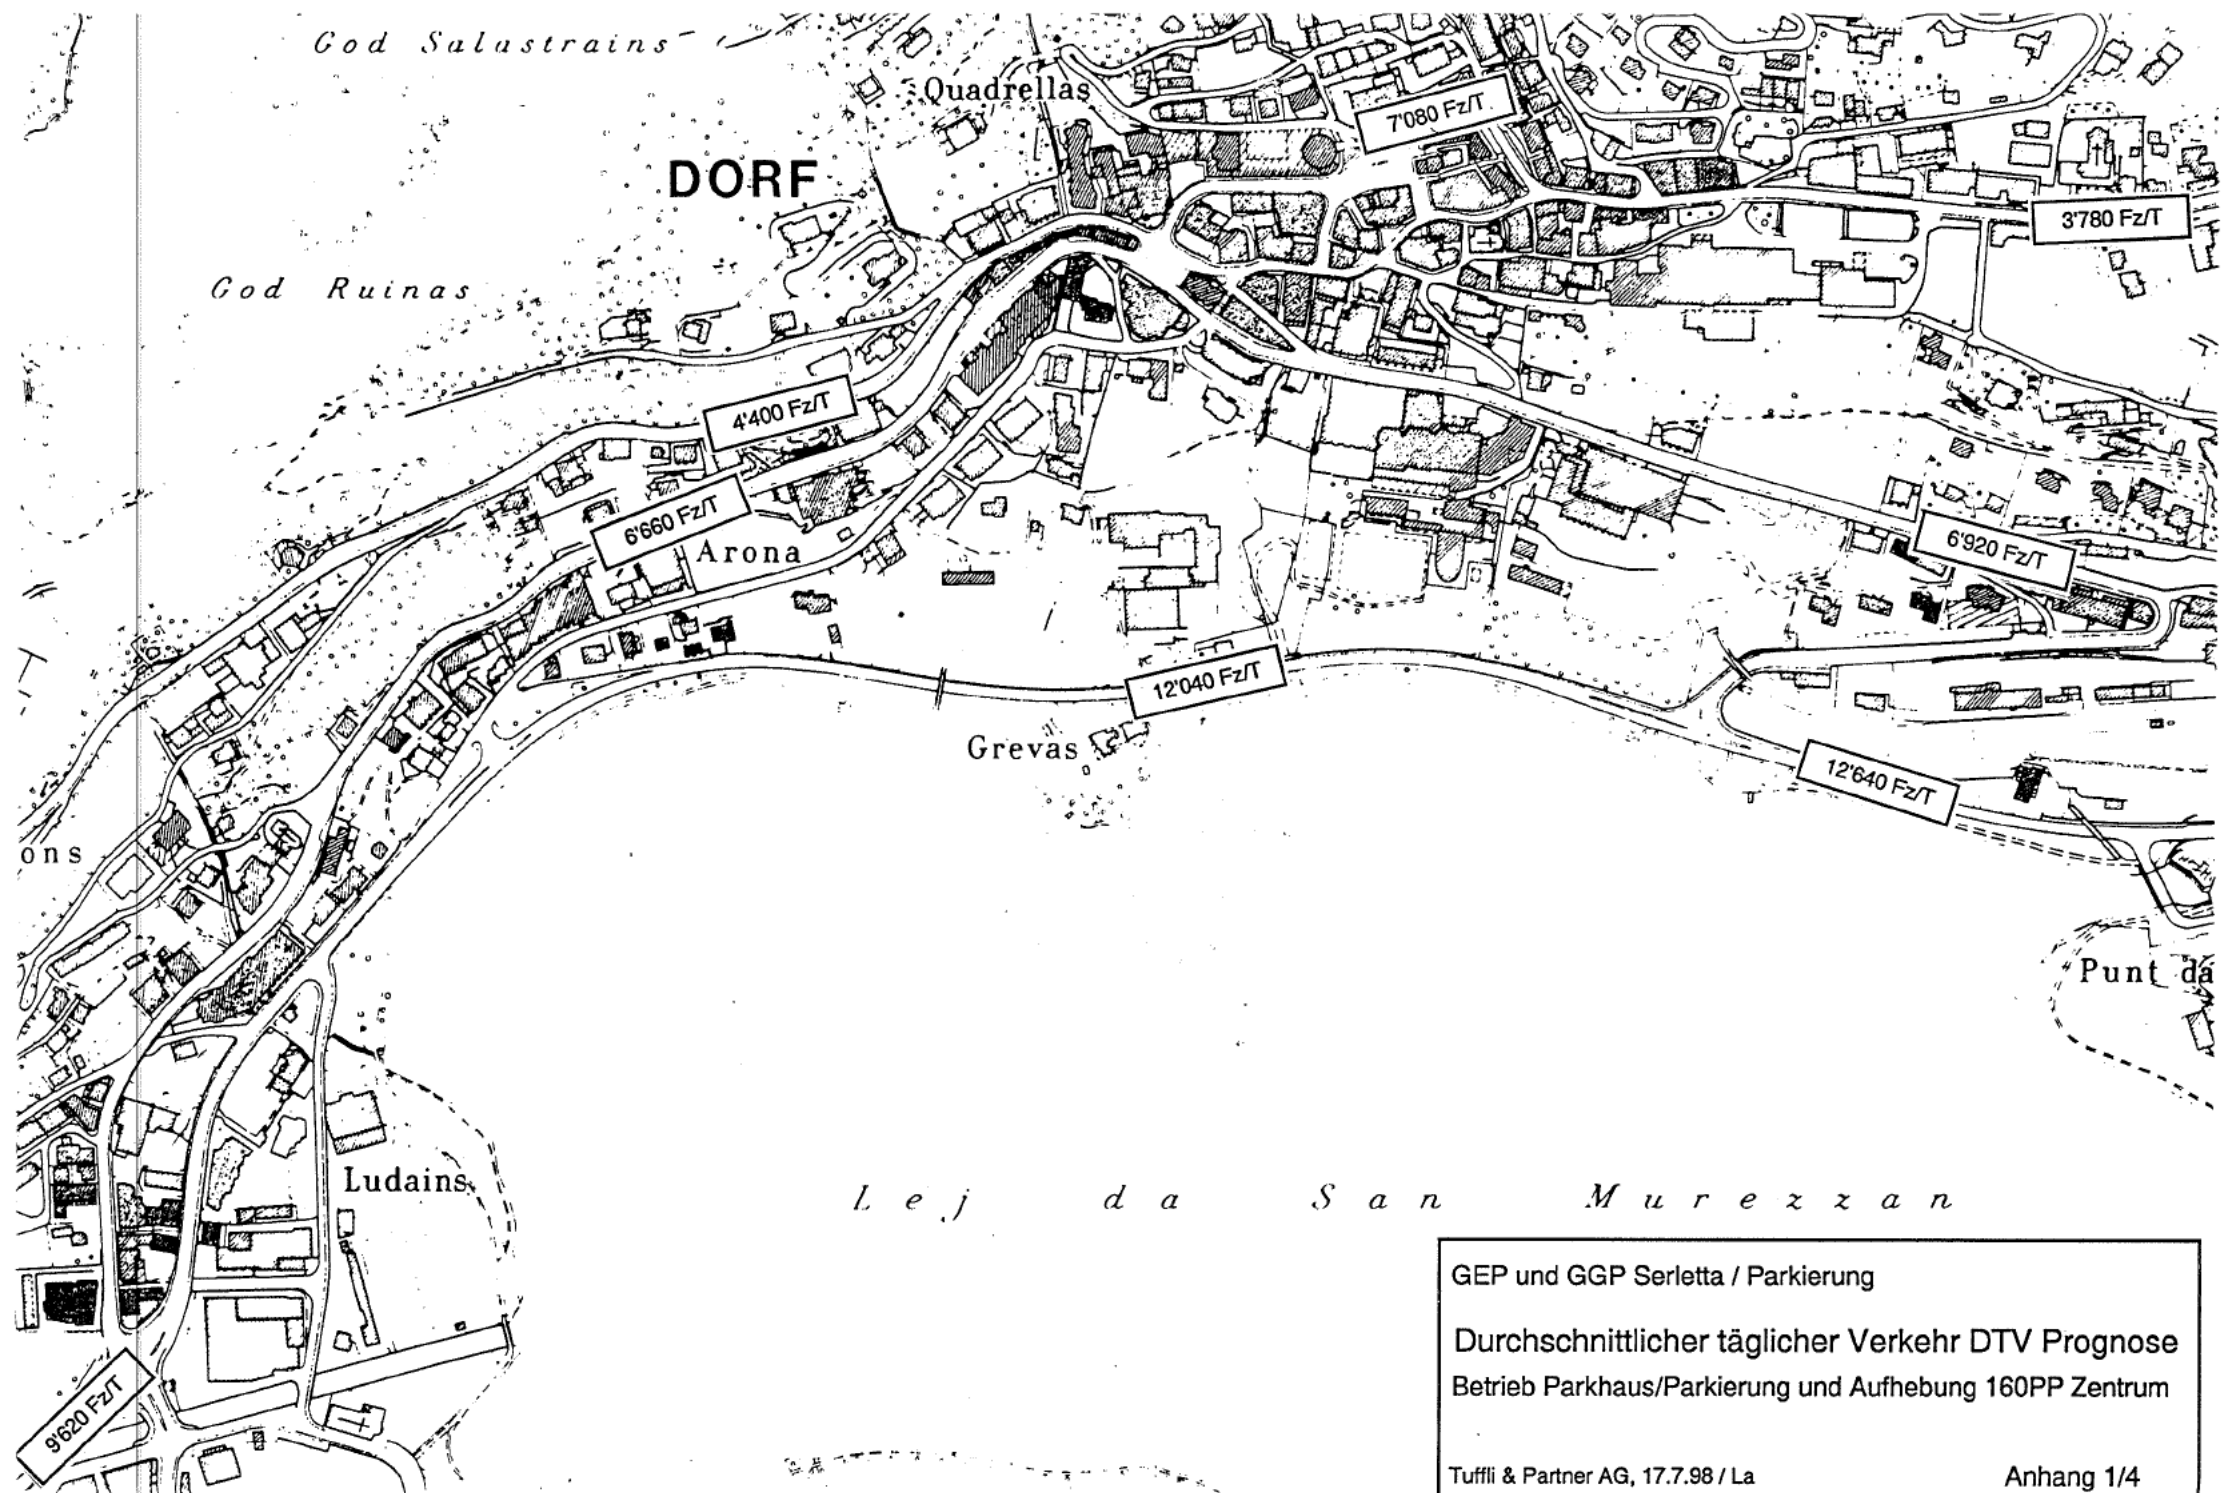 God Salastrains
Quadrellas
7'080 Fz/T
DORF
3'780 Fz/T
God Ruinas
4'400 Fz/T
6'660 Fz/T
Arona
6'920 Fz/T
12'040 Fz/T
Grevas
12'640 Fz/T
ons
Punt da
Ludains
Lej da San Murezzan
9'620 Fz/T
GEP und GGP Serletta / Parkierung
Durchschnittlicher täglicher Verkehr DTV Prognose
Betrieb Parkhaus/Parkierung und Aufhebung 160PP Zentrum
Tuffli & Partner AG, 17.7.98 / La
Anhang 1/4